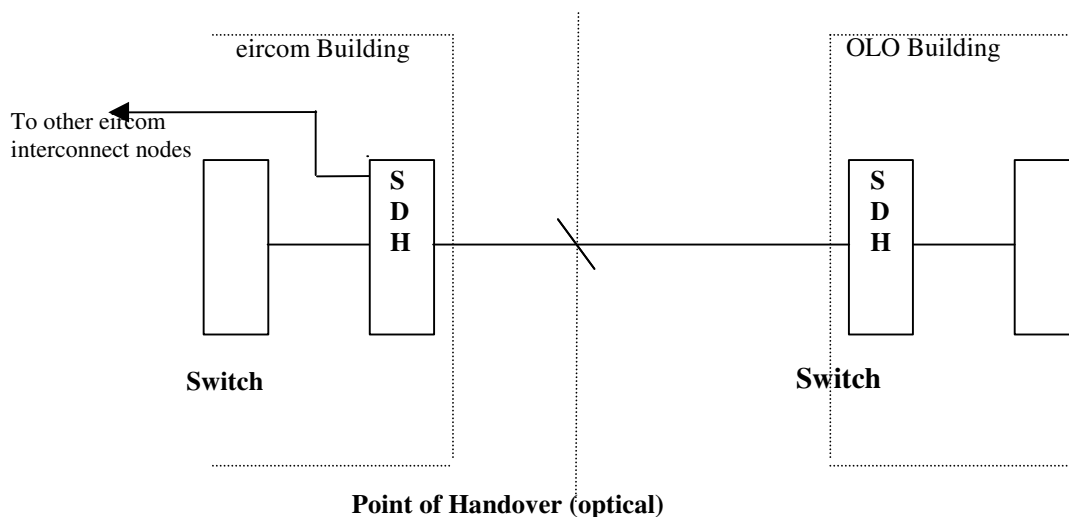 eircom Building
OLO Building
To other eircom
interconnect nodes
S
D
H
S
D
H
Switch
Switch
Point of Handover (optical)